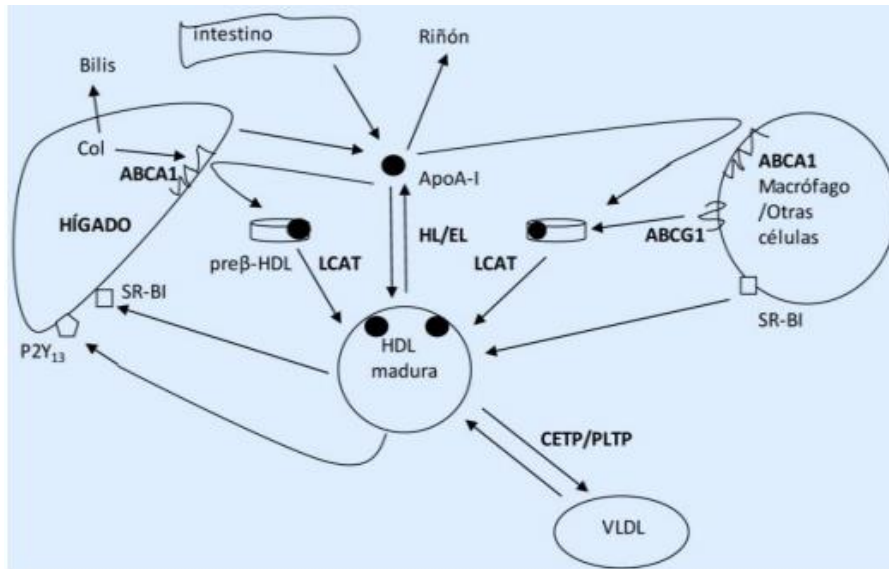 intestino
Riñón
Bilis
Col
ABCA1
ApoA-I
ABCA1
Macrófago
/Otras
células
HÍGADO
HL/EL
ABCG1
preβ-HDL
LCAT
LCAT
SR-BI
SR-BI
P2Y₁₃
HDL
madura
CETP/PLTP
VLDL